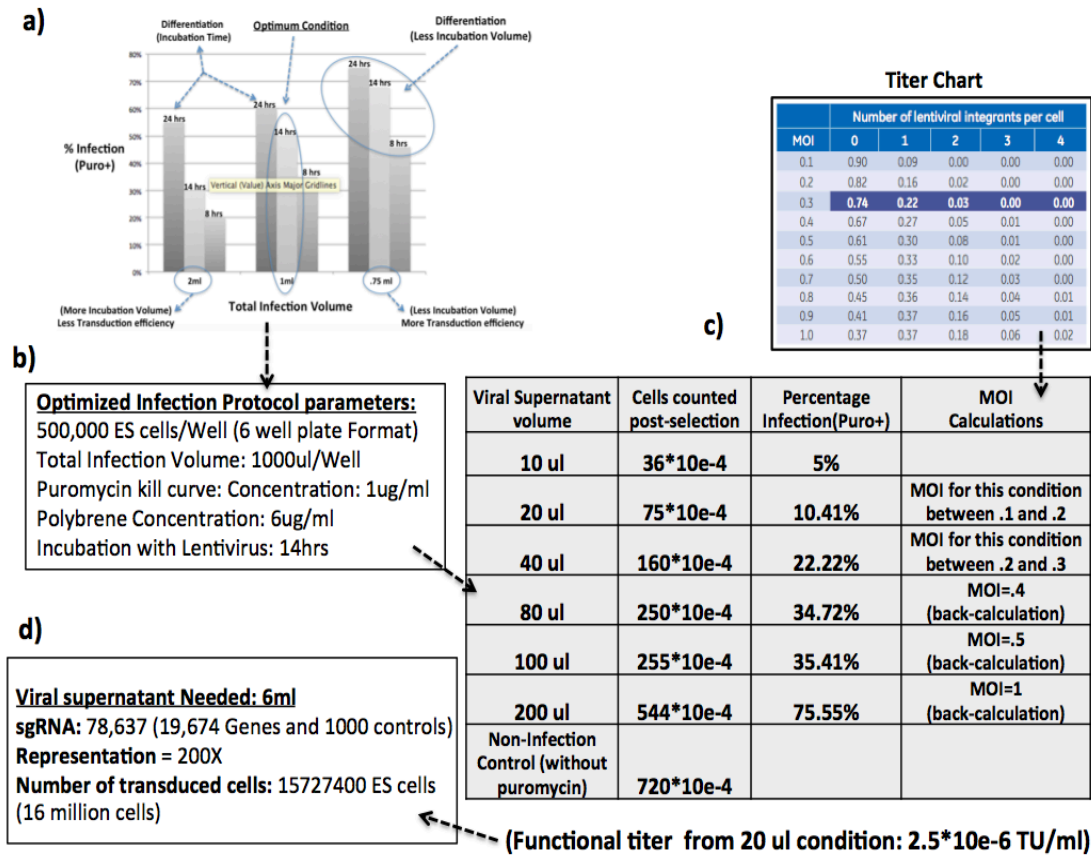 a)
Differentiation
(Incubation Time)
Optimum Condition
Differentiation
(Less Incubation Volume)
80%
70%
60%
50%
40%
30%
20%
10%
0%
% Infection
(Puro+)
24 hrs
14 hrs
8 hrs
24 hrs
14 hrs
8 hrs
24 hrs
14 hrs
8 hrs
Vertical (Value) Axis Major Gridlines
2ml
1ml
.75 ml
(More Incubation Volume)
Less Transduction efficiency
Total Infection Volume
(Less Incubation Volume)
More Transduction efficiency
Titer Chart
Number of lentiviral integrants per cell
MOI 0 1 2 3 4
0.1 0.90 0.09 0.00 0.00 0.00
0.2 0.82 0.16 0.02 0.00 0.00
0.3 0.74 0.22 0.03 0.00 0.00
0.4 0.67 0.27 0.05 0.01 0.00
0.5 0.61 0.30 0.08 0.01 0.00
0.6 0.55 0.33 0.10 0.02 0.00
0.7 0.50 0.35 0.12 0.03 0.00
0.8 0.45 0.36 0.14 0.04 0.01
0.9 0.41 0.37 0.16 0.05 0.01
1.0 0.37 0.37 0.18 0.06 0.02
b)
Optimized Infection Protocol parameters:
500,000 ES cells/Well (6 well plate Format)
Total Infection Volume: 1000ul/Well
Puromycin kill curve: Concentration: 1ug/ml
Polybrene Concentration: 6ug/ml
Incubation with Lentivirus: 14hrs
c)
Viral Supernatant volume Cells counted post-selection Percentage Infection(Puro+) MOI Calculations
10 ul 36*10e-4 5%
20 ul 75*10e-4 10.41% MOI for this condition between .1 and .2
40 ul 160*10e-4 22.22% MOI for this condition between .2 and .3
80 ul 250*10e-4 34.72% MOI=.4 (back-calculation)
100 ul 255*10e-4 35.41% MOI=.5 (back-calculation)
200 ul 544*10e-4 75.55% MOI=1 (back-calculation)
Non-Infection Control (without puromycin) 720*10e-4
d)
Viral supernatant Needed: 6ml
sgRNA: 78,637 (19,674 Genes and 1000 controls)
Representation = 200X
Number of transduced cells: 15727400 ES cells
(16 million cells)
(Functional titer from 20 ul condition: 2.5*10e-6 TU/ml)